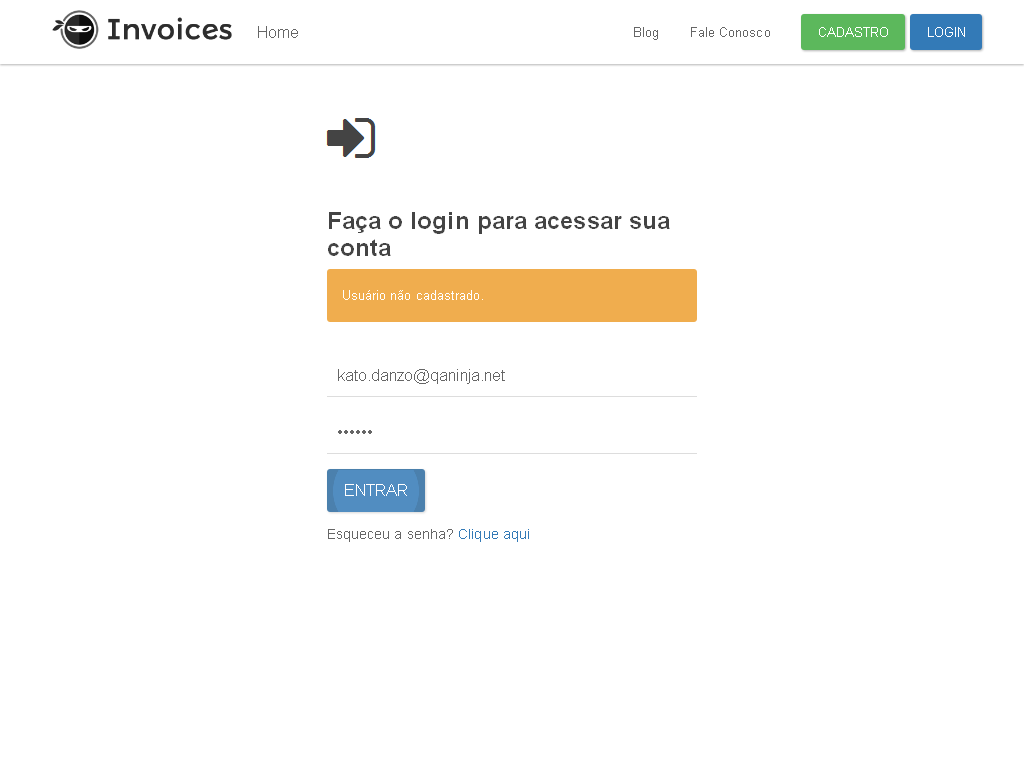 Invoices Home Blog Fale Conosco CADASTRO LOGIN
Faça o login para acessar sua
conta
Usuário não cadastrado.
kato.danzo@qaninja.net
••••••
ENTRAR
Esqueceu a senha? Clique aqui